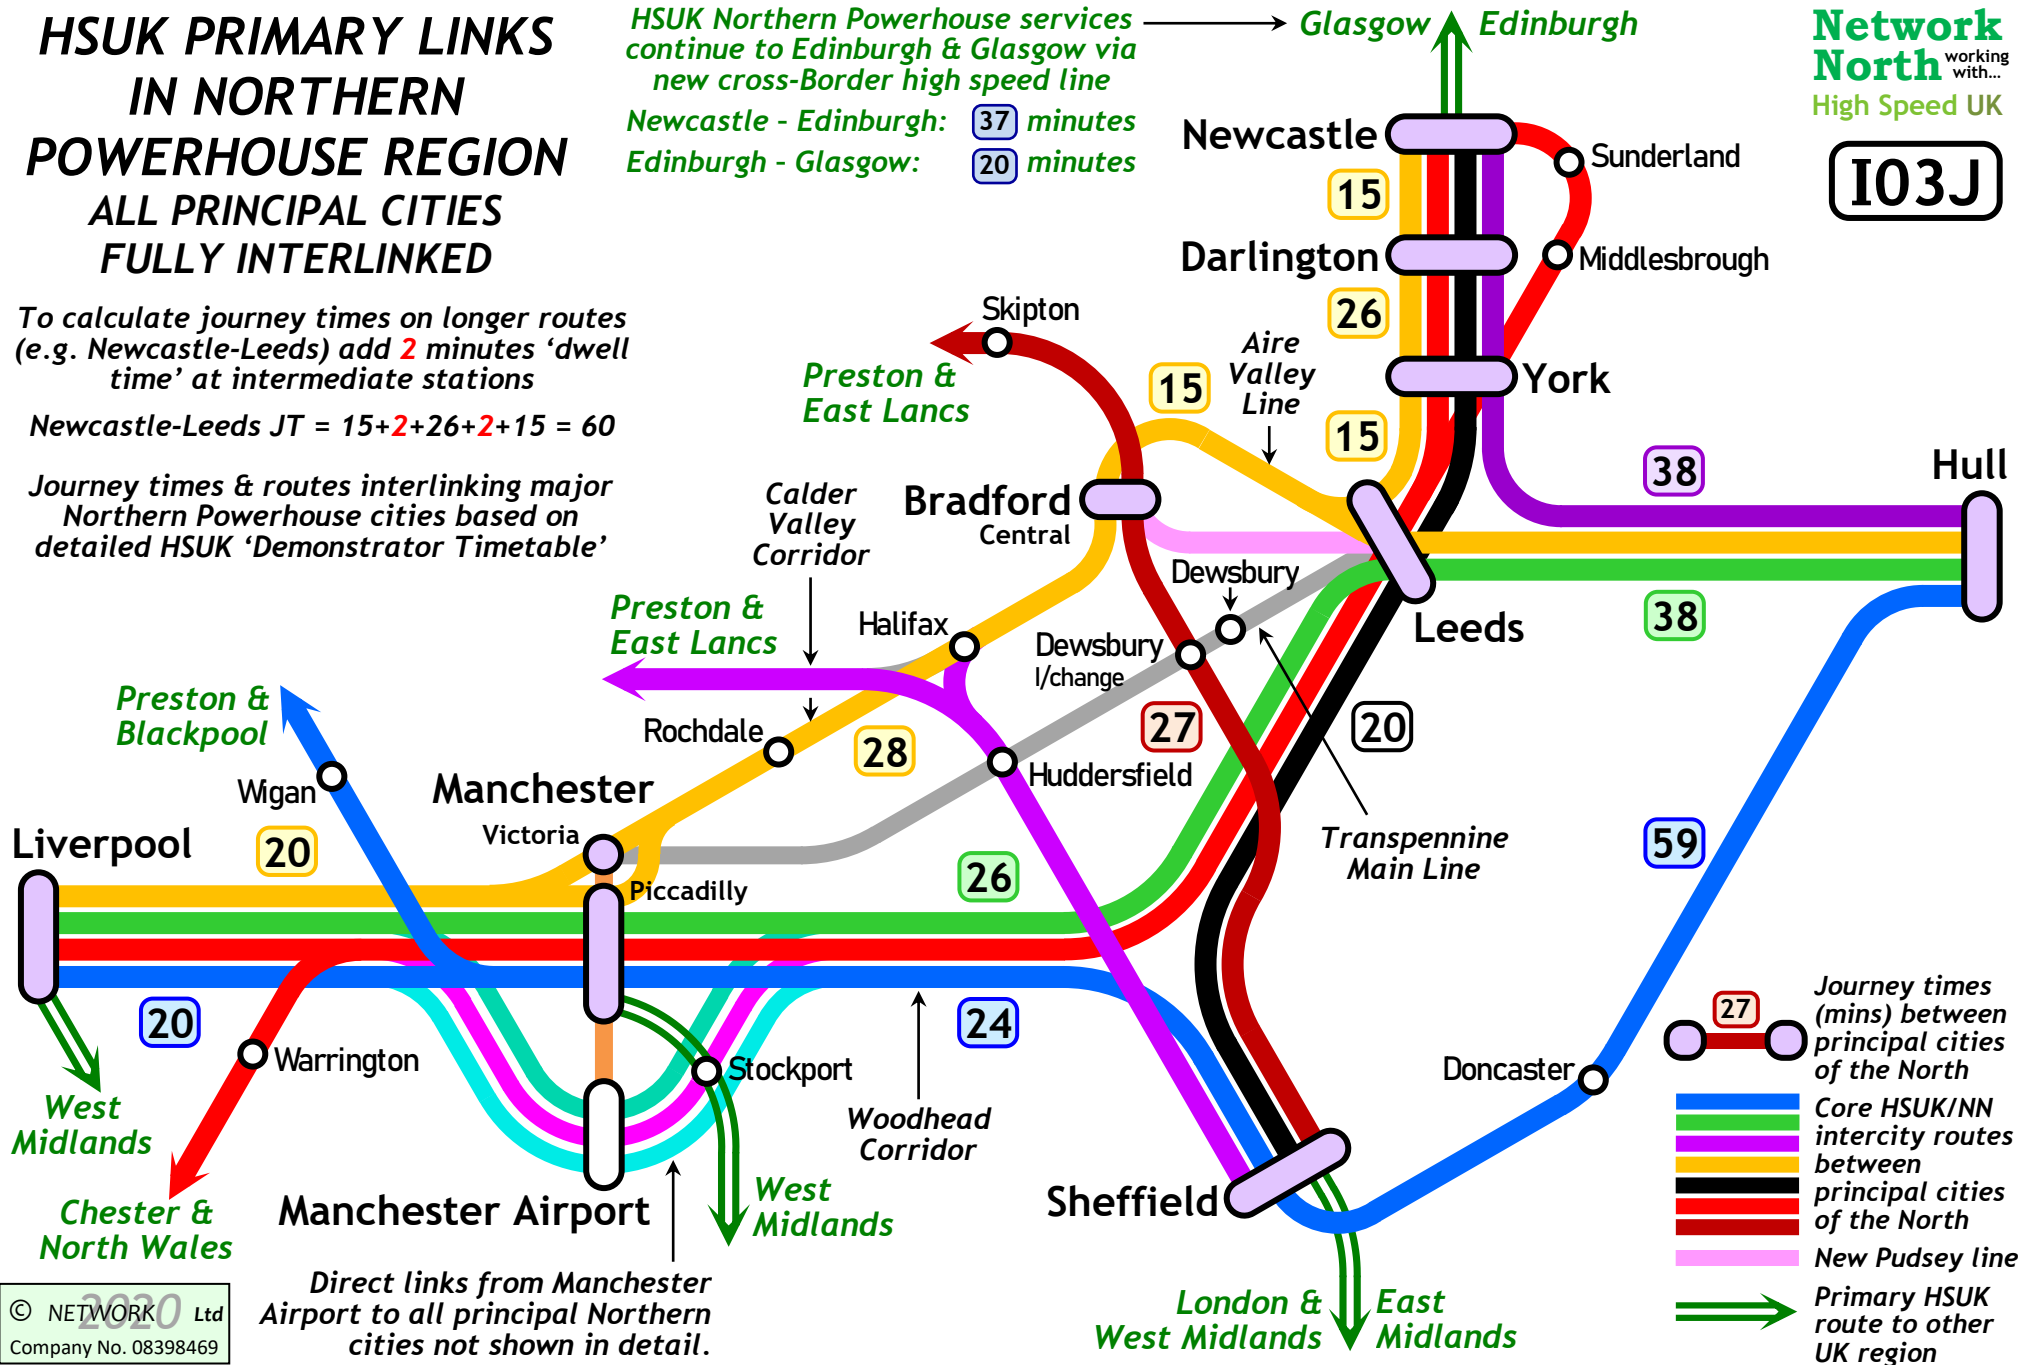 HSUK PRIMARY LINKS
IN NORTHERN
POWERHOUSE REGION
ALL PRINCIPAL CITIES
FULLY INTERLINKED
To calculate journey times on longer routes
(e.g. Newcastle-Leeds) add 2 minutes ‘dwell
time’ at intermediate stations
Newcastle-Leeds JT = 15+2+26+2+15 = 60
Journey times & routes interlinking major
Northern Powerhouse cities based on
detailed HSUK ‘Demonstrator Timetable’
HSUK Northern Powerhouse services
continue to Edinburgh & Glasgow via
new cross-Border high speed line
Newcastle – Edinburgh: 37 minutes
Edinburgh – Glasgow: 20 minutes
Glasgow
Edinburgh
Network
North working
with...
High Speed UK
I03J
Newcastle
Sunderland
15
Darlington
Middlesbrough
26
York
15
Skipton
Preston &
East Lancs
15
Aire
Valley
Line
Bradford
Central
Calder
Valley
Corridor
38
Hull
38
Leeds
Dewsbury
Dewsbury
I/change
Halifax
Preston &
East Lancs
Rochdale
28
27
20
Huddersfield
Transpennine
Main Line
59
Preston &
Blackpool
Wigan
Manchester
Victoria
Piccadilly
Liverpool
20
26
20
24
Warrington
Stockport
Woodhead
Corridor
Doncaster
West
Midlands
Chester &
North Wales
Manchester Airport
West
Midlands
Sheffield
Direct links from Manchester
Airport to all principal Northern
cities not shown in detail.
London &
West Midlands
East
Midlands
27
Journey times
(mins) between
principal cities
of the North
Core HSUK/NN
intercity routes
between
principal cities
of the North
New Pudsey line
Primary HSUK
route to other
UK region
© NETWORK 2020 Ltd
Company No. 08398469